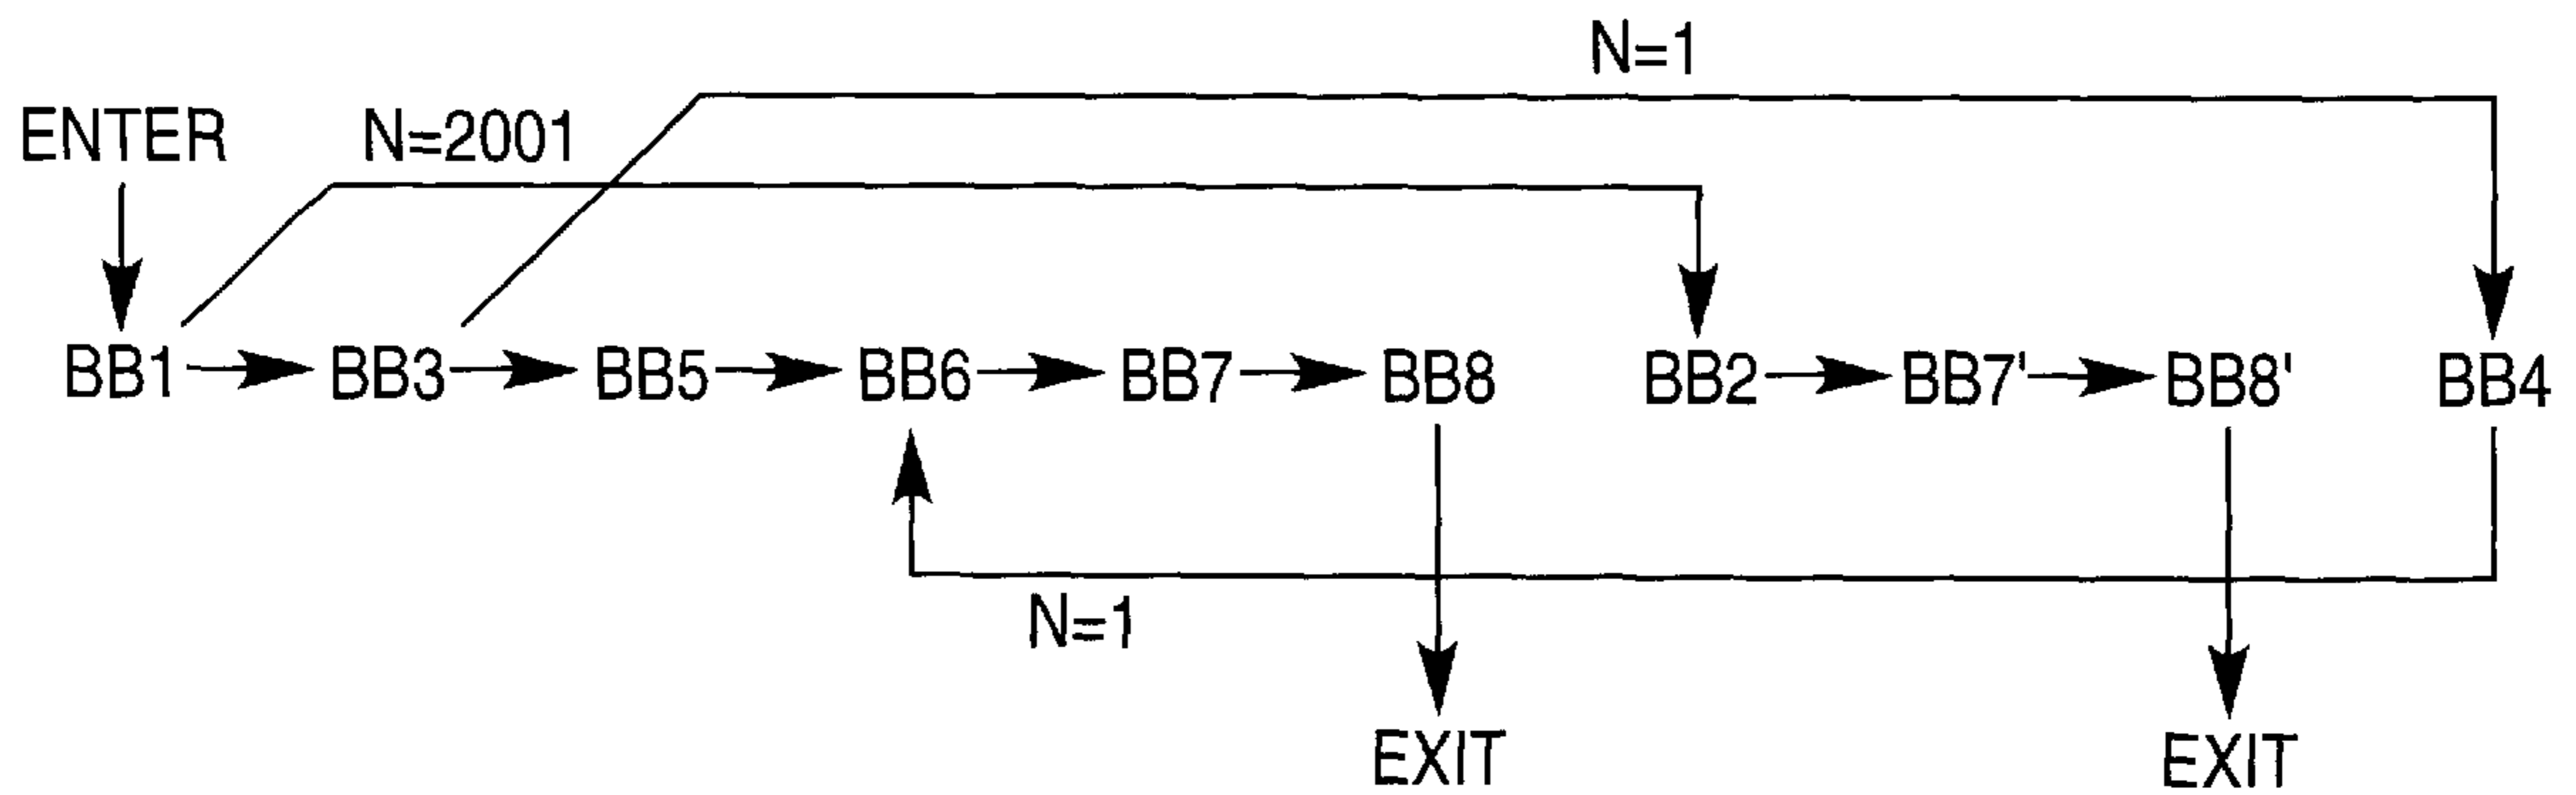 N=1
ENTER N=2001
BB1 BB3 BB5 BB6 BB7 BB8 BB2 BB7' BB8' BB4
N=1
EXIT EXIT